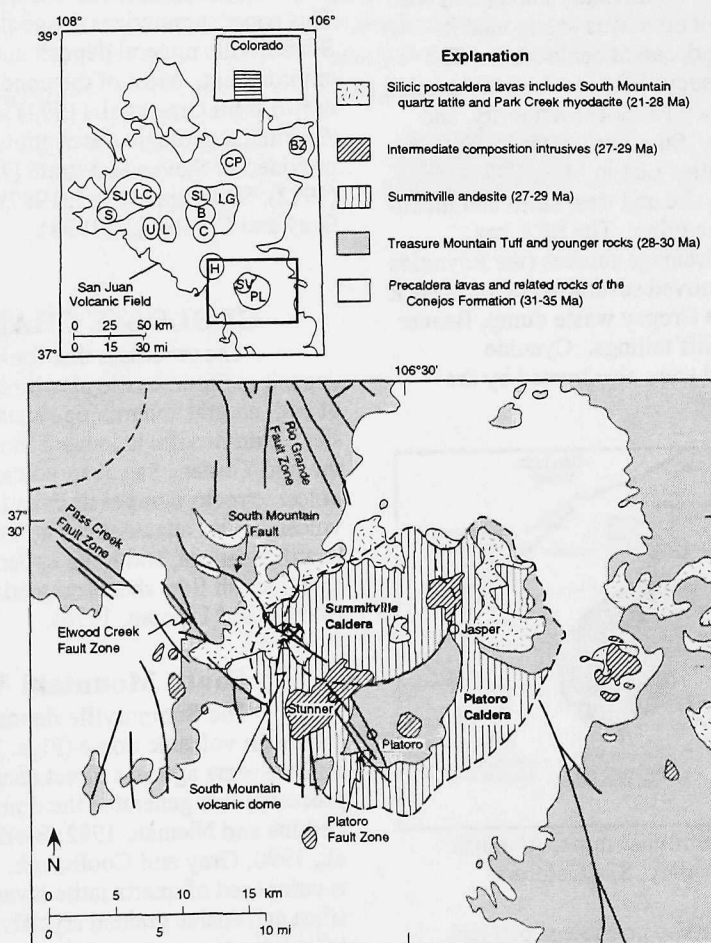 39°
108°
106°
Colorado
BZ
CP
SJ
LC
SL
LG
S
B
U
L
C
H
SV
PL
San Juan
Volcanic Field
0 25 50 km
0 15 30 mi
37°
Explanation
Silicic postcaldera lavas includes South Mountain
quartz latite and Park Creek rhyodacite (21-28 Ma)
Intermediate composition intrusives (27-29 Ma)
Summitville andesite (27-29 Ma)
Treasure Mountain Tuff and younger rocks (28-30 Ma)
Precaldera lavas and related rocks of the
Conejos Formation (31-35 Ma)
106°30'
37°
30'
Rio Grande
Fault Zone
Pass Creek
Fault Zone
South Mountain
Fault
Elwood Creek
Fault Zone
Summitville
Caldera
Jasper
Platoro
Caldera
Stunner
Platoro
South Mountain
volcanic dome
Platoro
Fault Zone
N
0 5 10 15 km
0 5 10 mi